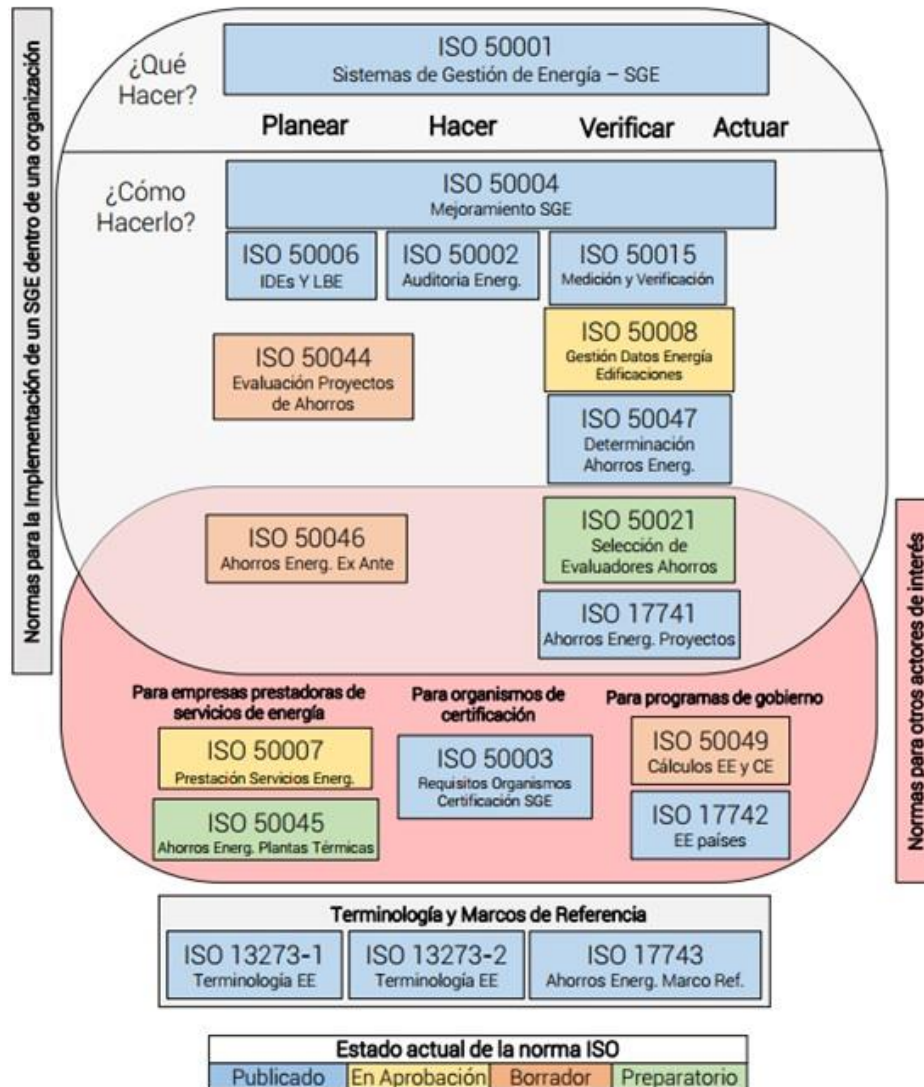 Normas para la Implementación de un SGE dentro de una organización
¿Qué
Hacer?
ISO 50001
Sistemas de Gestión de Energía – SGE
Planear Hacer Verificar Actuar
¿Cómo
Hacerlo?
ISO 50004
Mejoramiento SGE
ISO 50006
IDEs Y LBE
ISO 50002
Auditoria Energ.
ISO 50015
Medición y Verificación
ISO 50044
Evaluación Proyectos
de Ahorros
ISO 50008
Gestión Datos Energía
Edificaciones
ISO 50047
Determinación
Ahorros Energ.
ISO 50046
Ahorros Energ. Ex Ante
ISO 50021
Selección de
Evaluadores Ahorros
ISO 17741
Ahorros Energ. Proyectos
Normas para otros actores de interés
Para empresas prestadoras de
servicios de energía
ISO 50007
Prestación Servicios Energ.
ISO 50045
Ahorros Energ. Plantas Térmicas
Para organismos de
certificación
ISO 50003
Requisitos Organismos
Certificación SGE
Para programas de gobierno
ISO 50049
Cálculos EE y CE
ISO 17742
EE países
Terminología y Marcos de Referencia
ISO 13273-1
Terminología EE
ISO 13273-2
Terminología EE
ISO 17743
Ahorros Energ. Marco Ref.
Estado actual de la norma ISO
Publicado En Aprobación Borrador Preparatorio